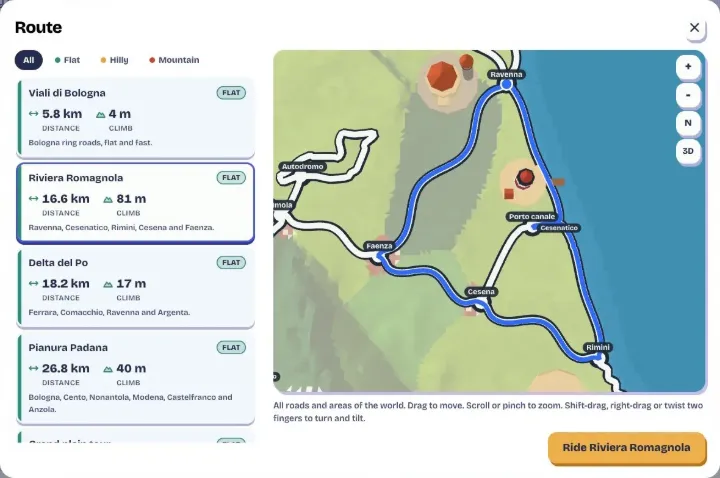 Route
All
Flat
Hilly
Mountain
Viali di Bologna
FLAT
5.8 km
4 m
DISTANCE
CLIMB
Bologna ring roads, flat and fast.
Riviera Romagnola
FLAT
16.6 km
81 m
DISTANCE
CLIMB
Ravenna, Cesenatico, Rimini, Cesena and Faenza.
Delta del Po
FLAT
18.2 km
17 m
DISTANCE
CLIMB
Ferrara, Comacchio, Ravenna and Argenta.
Pianura Padana
FLAT
26.8 km
40 m
DISTANCE
CLIMB
Bologna, Cento, Nonantola, Modena, Castelfranco and
Anzola.
Ravenna
Autodromo
mola
Porto canale
Cesenatico
Faenza
Cesena
Rimini
+
-
N
3D
All roads and areas of the world. Drag to move. Scroll or pinch to zoom. Shift-drag, right-drag or twist two
fingers to turn and tilt.
Ride Riviera Romagnola